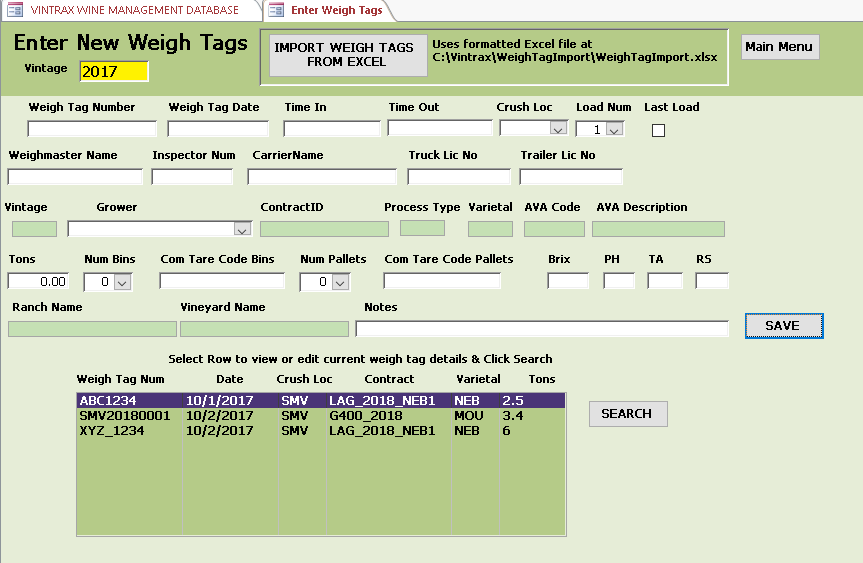 VINTRAX WINE MANAGEMENT DATABASE Enter Weigh Tags
Enter New Weigh Tags
Vintage 2017
IMPORT WEIGH TAGS
FROM EXCEL
Uses formatted Excel file at
C:\Vintrax\WeighTagImport\WeighTagImport.xlsx
Main Menu
Weigh Tag Number Weigh Tag Date Time In Time Out Crush Loc Load Num Last Load
1
Weighmaster Name Inspector Num CarrierName Truck Lic No Trailer Lic No
Vintage Grower ContractID Process Type Varietal AVA Code AVA Description
Tons Num Bins Com Tare Code Bins Num Pallets Com Tare Code Pallets Brix PH TA RS
0.00 0 0
Ranch Name Vineyard Name Notes
SAVE
Select Row to view or edit current weigh tag details & Click Search
Weigh Tag Num Date Crush Loc Contract Varietal Tons
ABC1234 10/1/2017 SMV LAG_2018_NEB1 NEB 2.5
SMV20180001 10/2/2017 SMV G400_2018 MOU 3.4
XYZ_1234 10/2/2017 SMV LAG_2018_NEB1 NEB 6
SEARCH